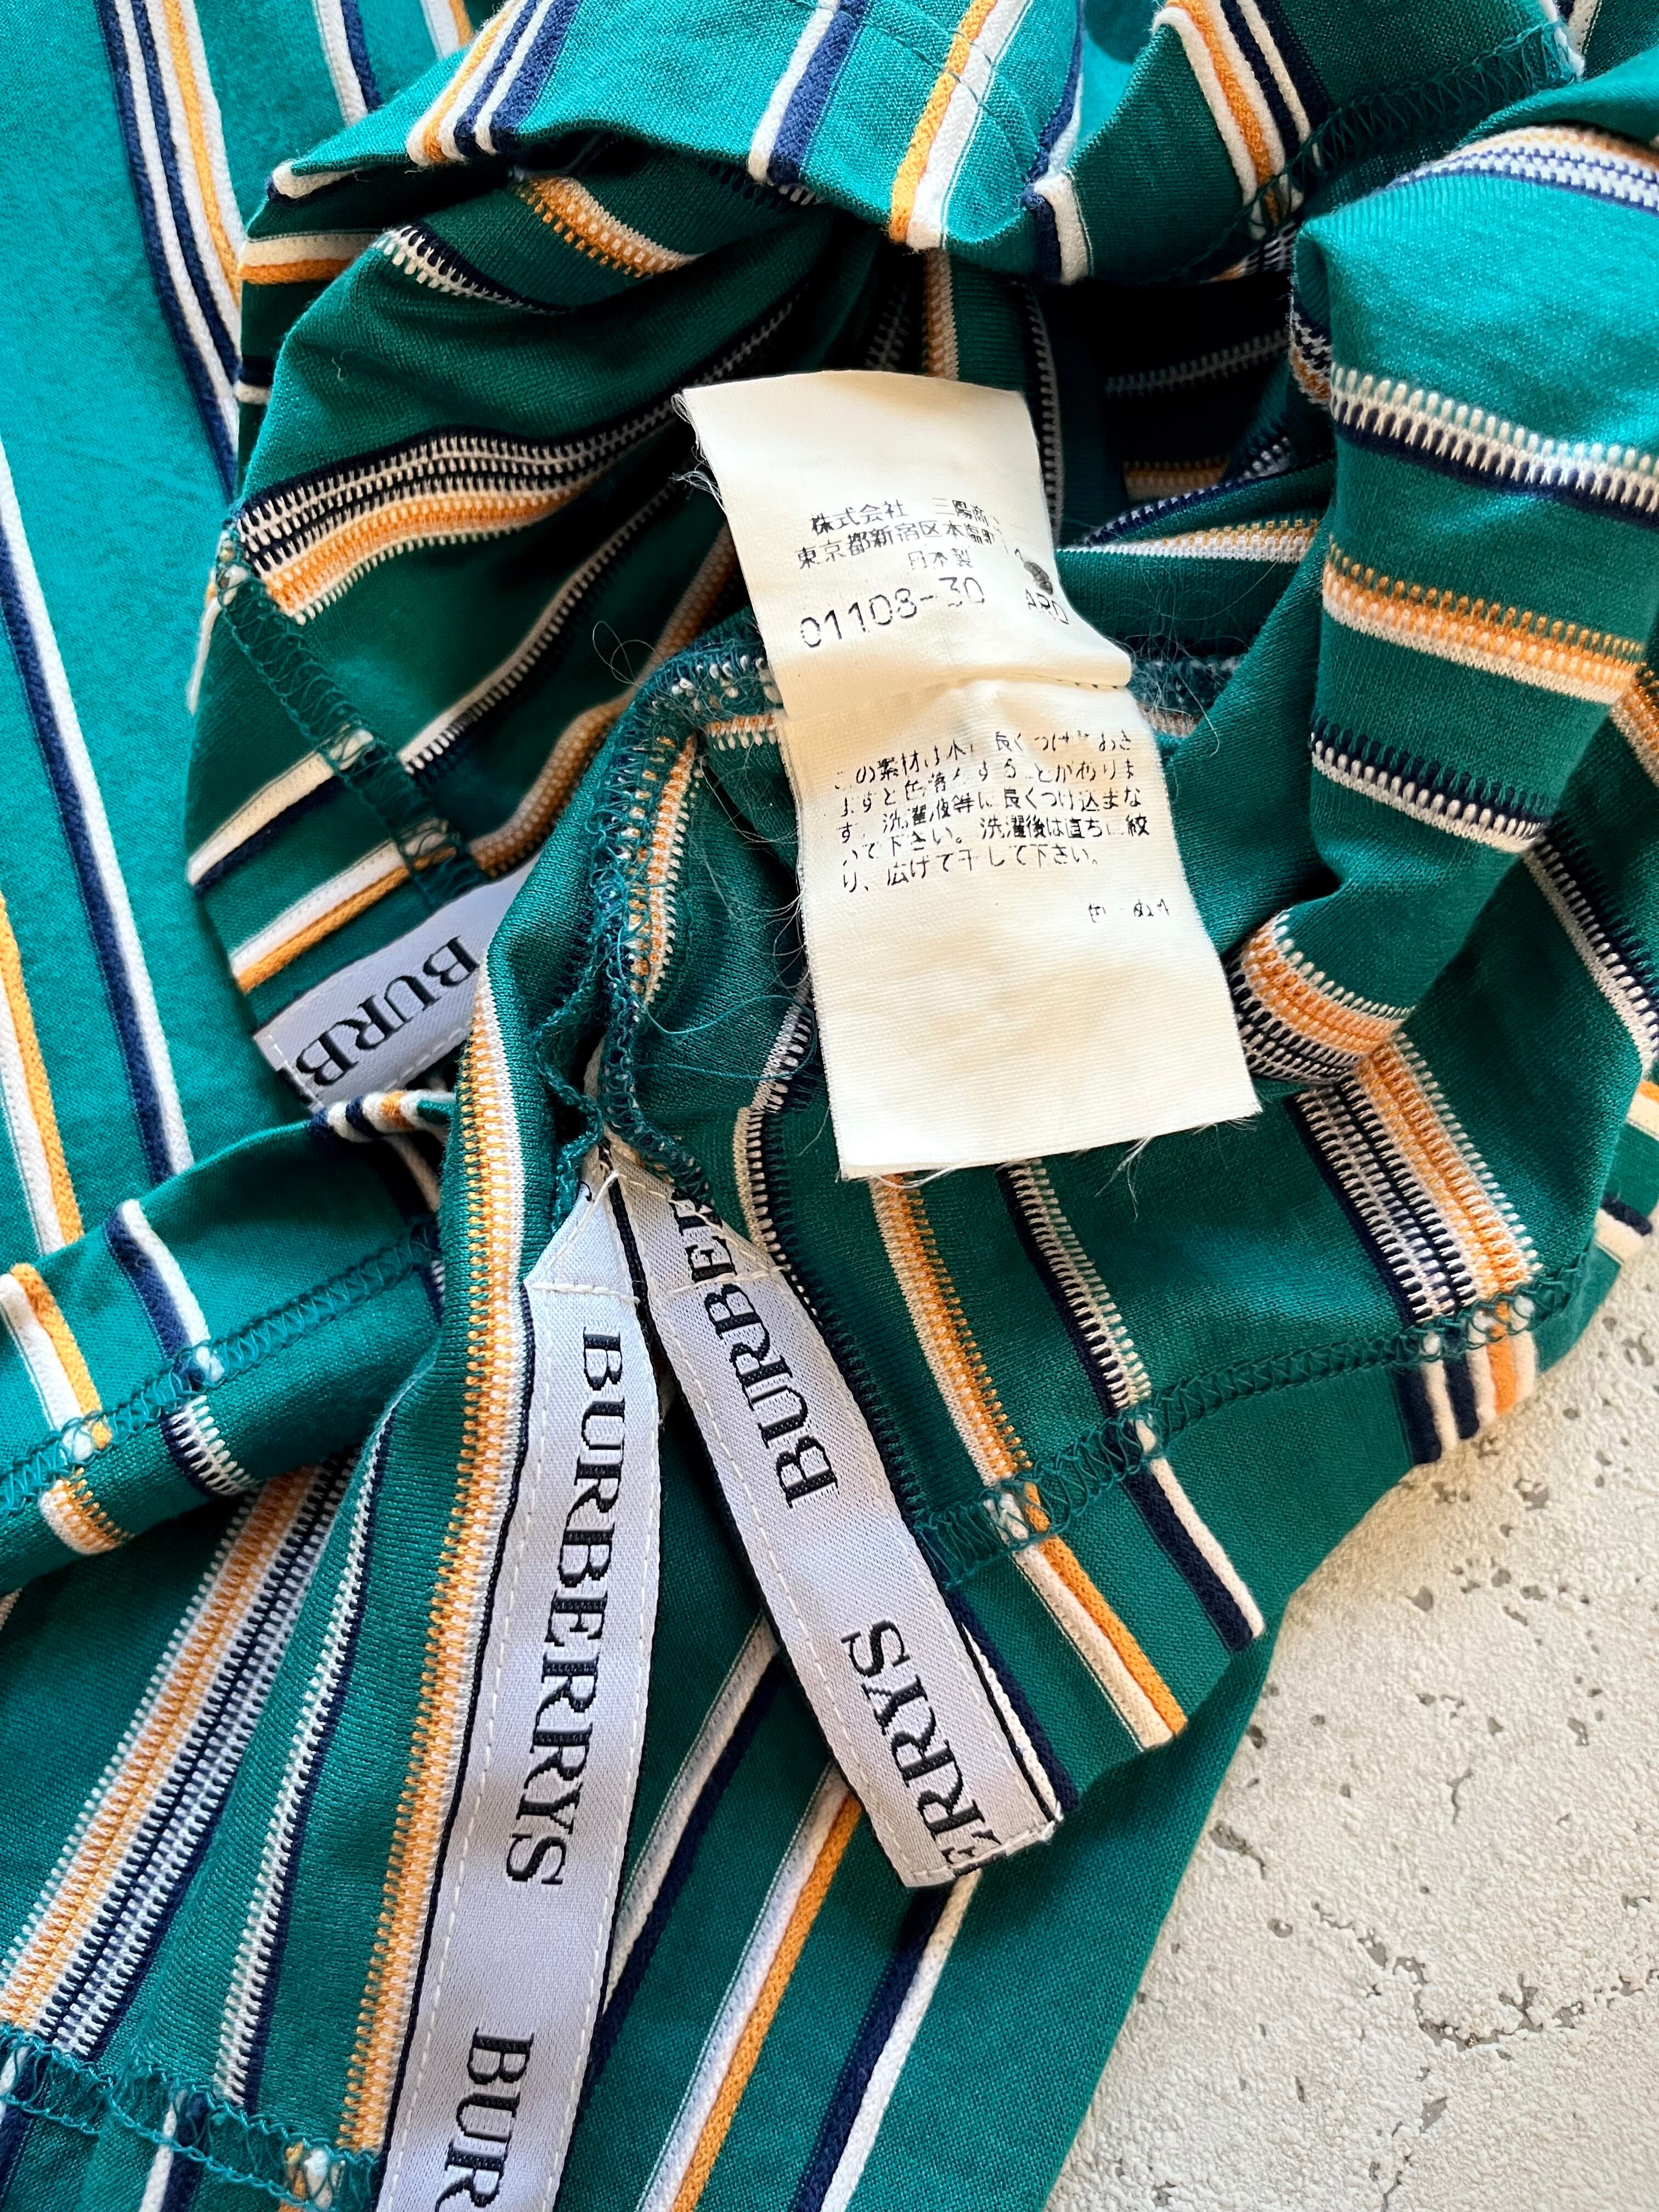 株式会社 三陽商
東京都新宿区本塩町
日本製
01108-30 ARO
この素材は水に長くつけておき
ますと色落ちすることがありま
す。洗濯液等に長くつけ込まな
いで下さい。洗濯後は直ちに絞
り、広げて干して下さい。
BURB
BURBE
ERRYS
BURBERRYS
BUR